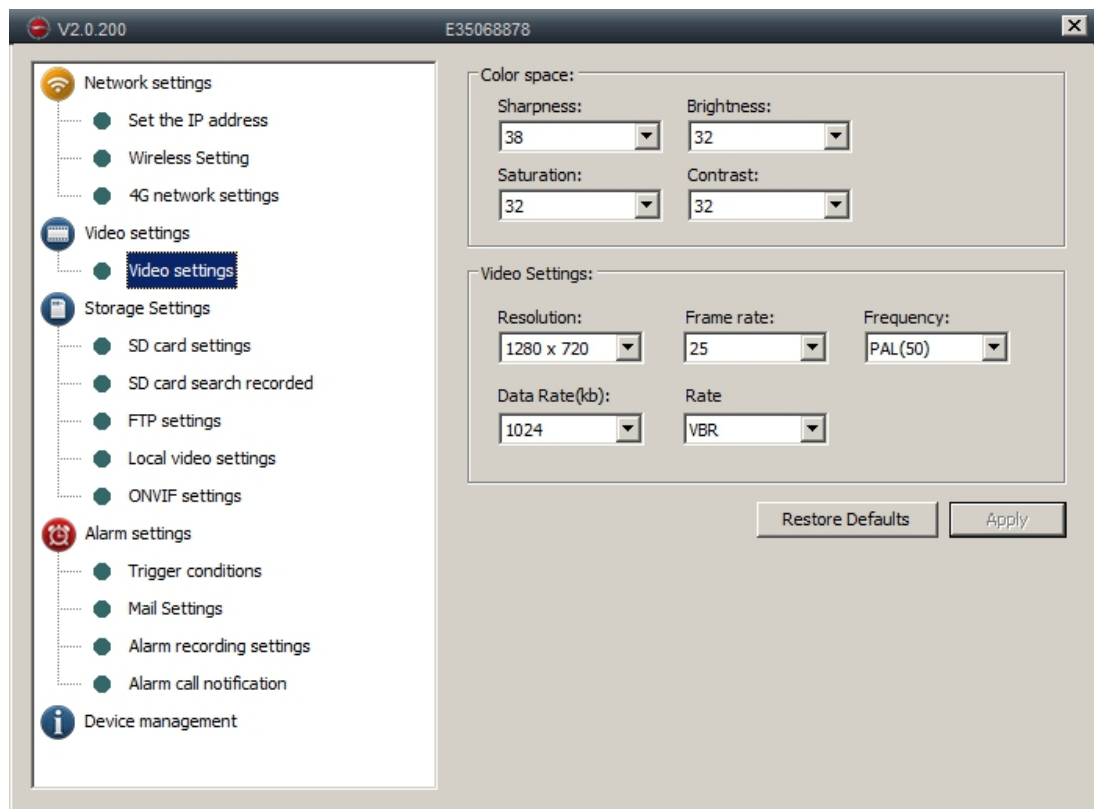 V2.0.200 E35068878
Network settings
Set the IP address
Wireless Setting
4G network settings
Video settings
Video settings
Storage Settings
SD card settings
SD card search recorded
FTP settings
Local video settings
ONVIF settings
Alarm settings
Trigger conditions
Mail Settings
Alarm recording settings
Alarm call notification
Device management
Color space:
Sharpness: Brightness:
38 32
Saturation: Contrast:
32 32
Video Settings:
Resolution: Frame rate: Frequency:
1280 x 720 25 PAL(50)
Data Rate(kb): Rate
1024 VBR
Restore Defaults Apply